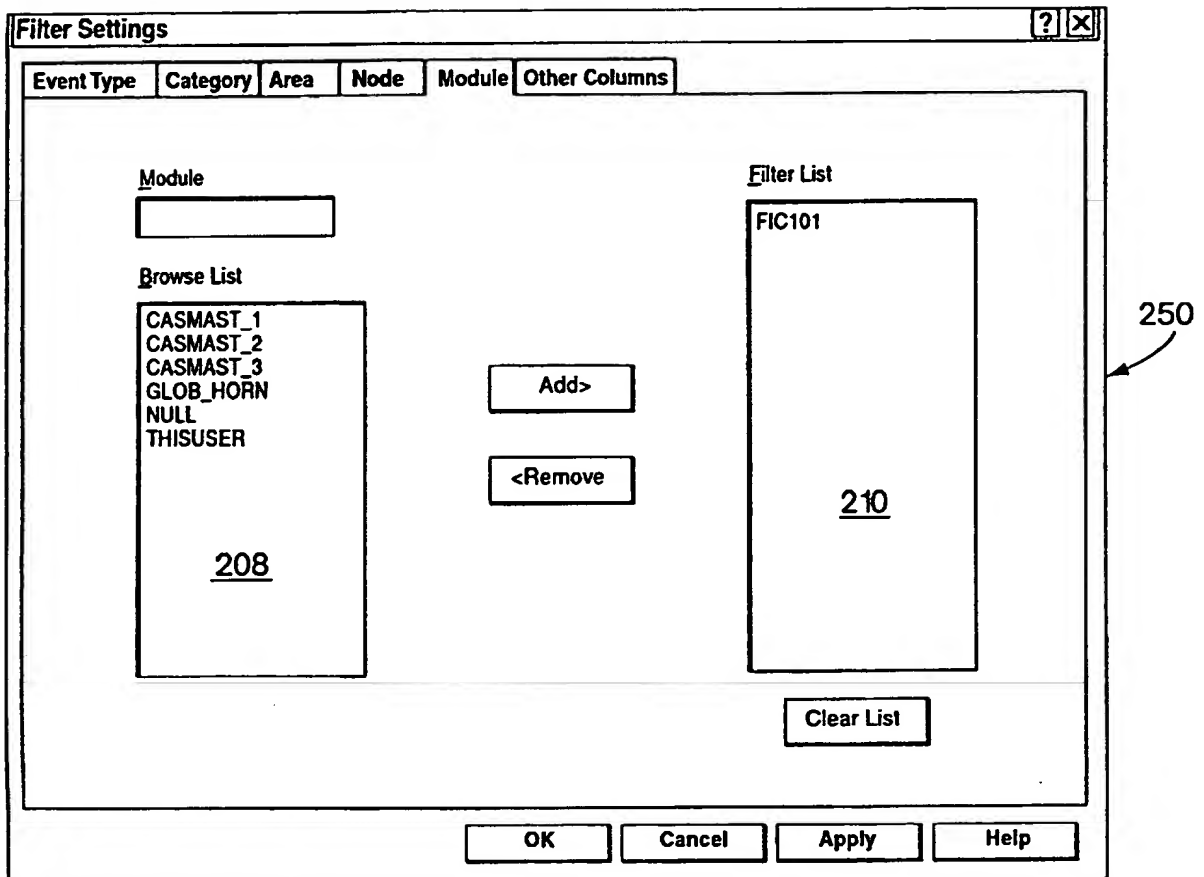 Filter Settings ? X
Event Type Category Area Node Module Other Columns
Module
Filter List
FIC101
Browse List
CASMAST_1
CASMAST_2
CASMAST_3
GLOB_HORN
NULL
THISUSER
Add>
<Remove
208
210
250
Clear List
OK Cancel Apply Help